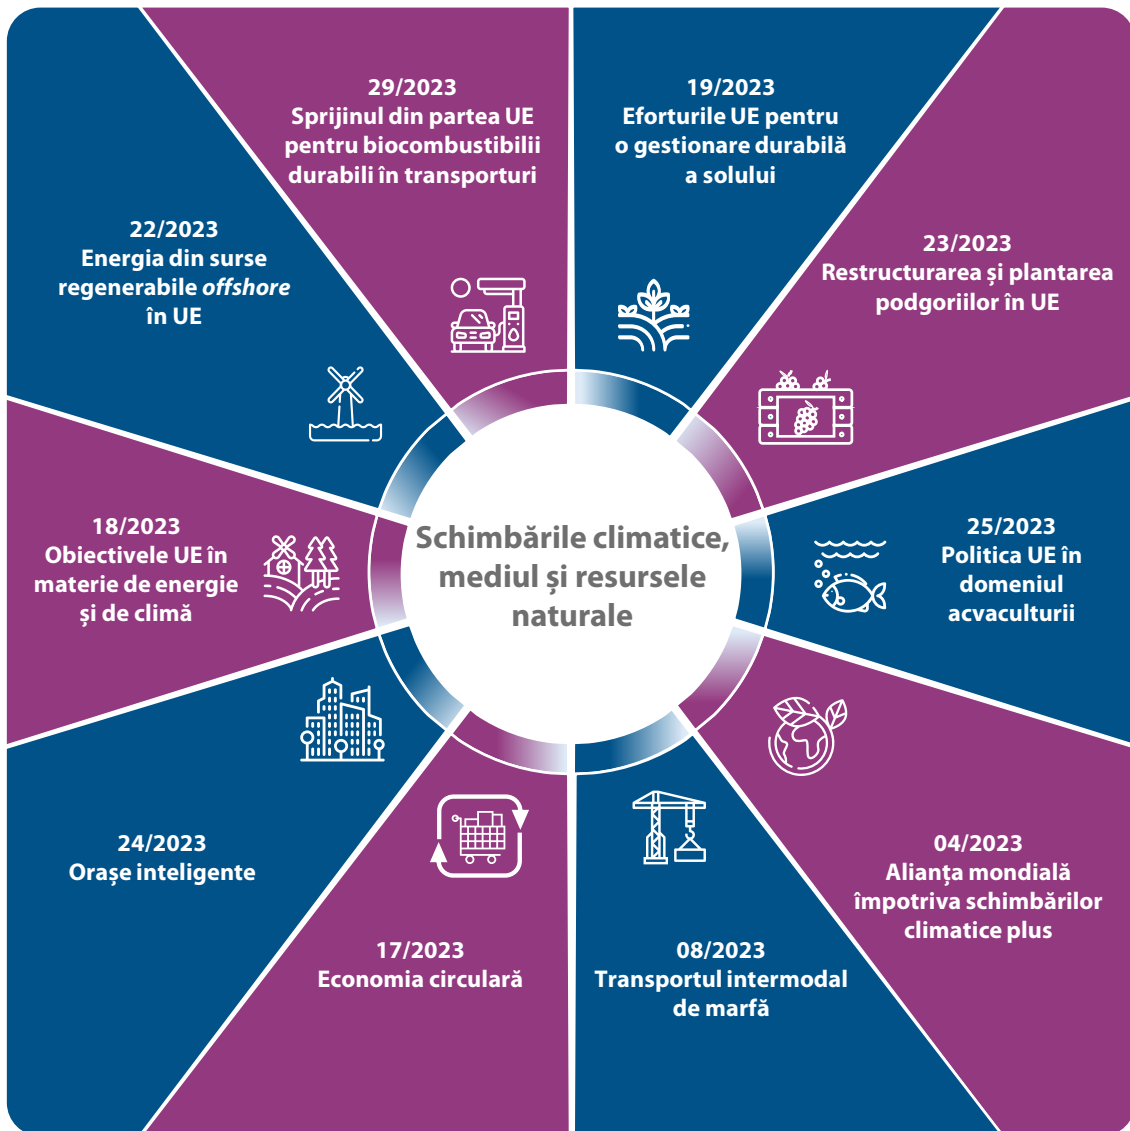 29/2023
Sprijinul din partea UE
pentru biocombustibilii
durabili în transporturi
19/2023
Eforturile UE pentru
o gestionare durabilă
a solului
22/2023
Energia din surse
regenerabile offshore
în UE
23/2023
Restructurarea și plantarea
podgoriilor în UE
18/2023
Obiectivele UE în
materie de energie
și de climă
Schimbările climatice,
mediul și resursele
naturale
25/2023
Politica UE în
domeniul
acvaculturii
24/2023
Orașe inteligente
04/2023
Alianța mondială
împotriva schimbărilor
climatice plus
17/2023
Economia circulară
08/2023
Transportul intermodal
de marfă